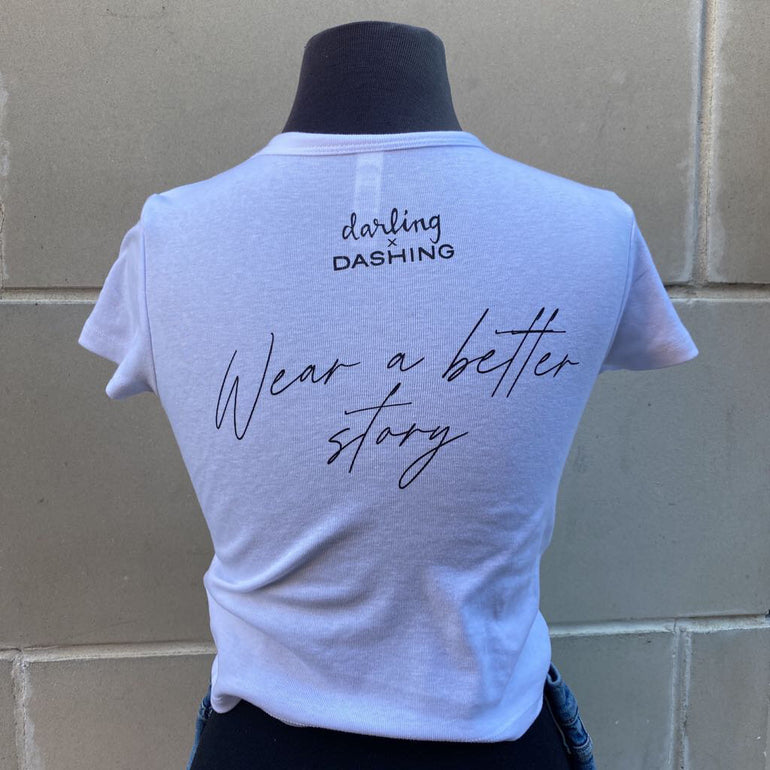 darling
×
DASHING
Wear a better
story